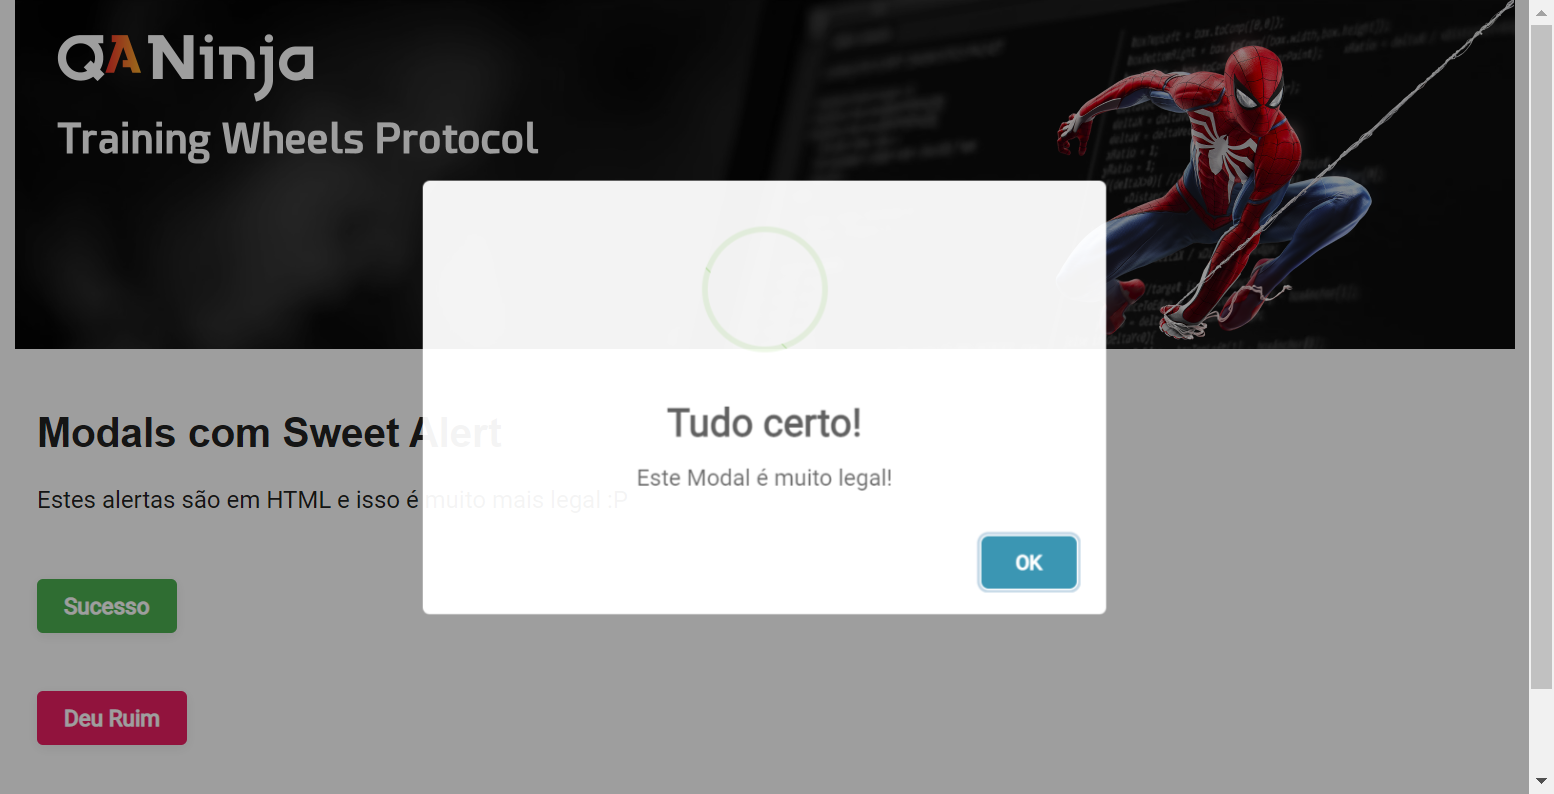 QANinja
Training Wheels Protocol
Tudo certo!
Este Modal é muito legal!
OK
Modals com Sweet Alert
Estes alertas são em HTML e isso é muito mais legal :P
Sucesso
Deu Ruim